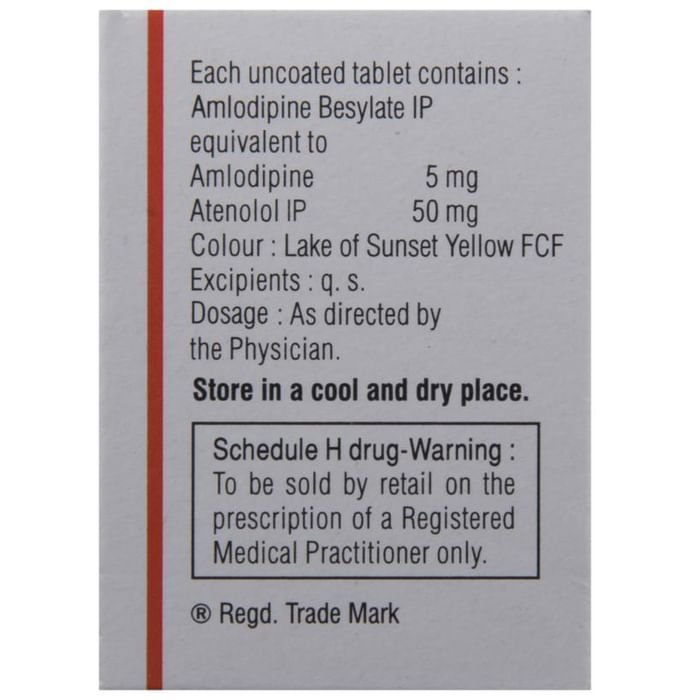 Each uncoated tablet contains :
Amlodipine Besylate IP
equivalent to
Amlodipine 5 mg
Atenolol IP 50 mg
Colour : Lake of Sunset Yellow FCF
Excipients : q. s.
Dosage : As directed by
the Physician.
Store in a cool and dry place.
Schedule H drug-Warning :
To be sold by retail on the
prescription of a Registered
Medical Practitioner only.
® Regd. Trade Mark